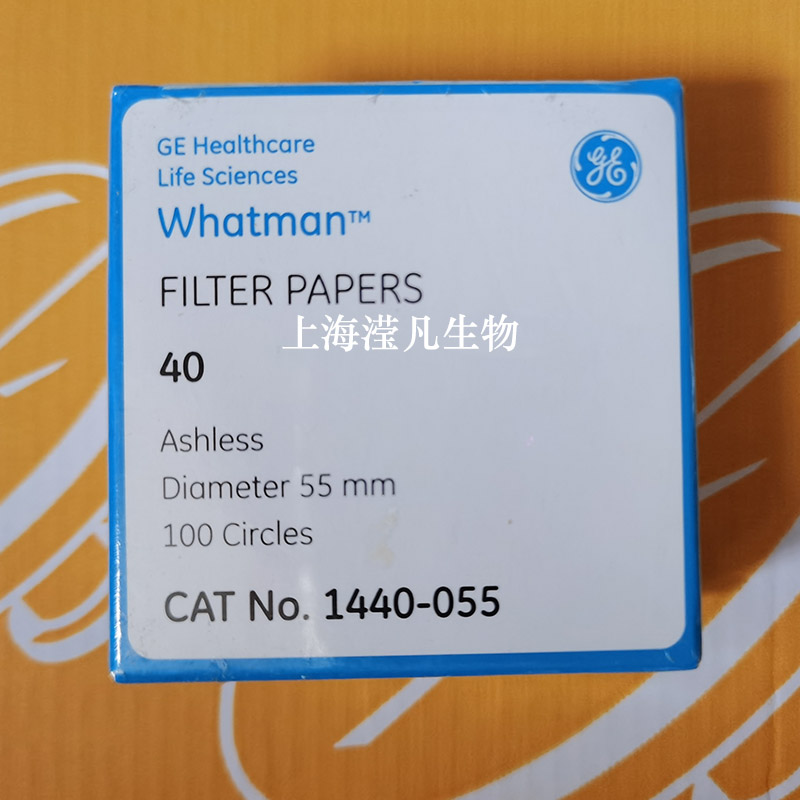 GE Healthcare
Life Sciences
Whatman™
GE
FILTER PAPERS
上海滢凡生物
40
Ashless
Diameter 55 mm
100 Circles
CAT No. 1440-055